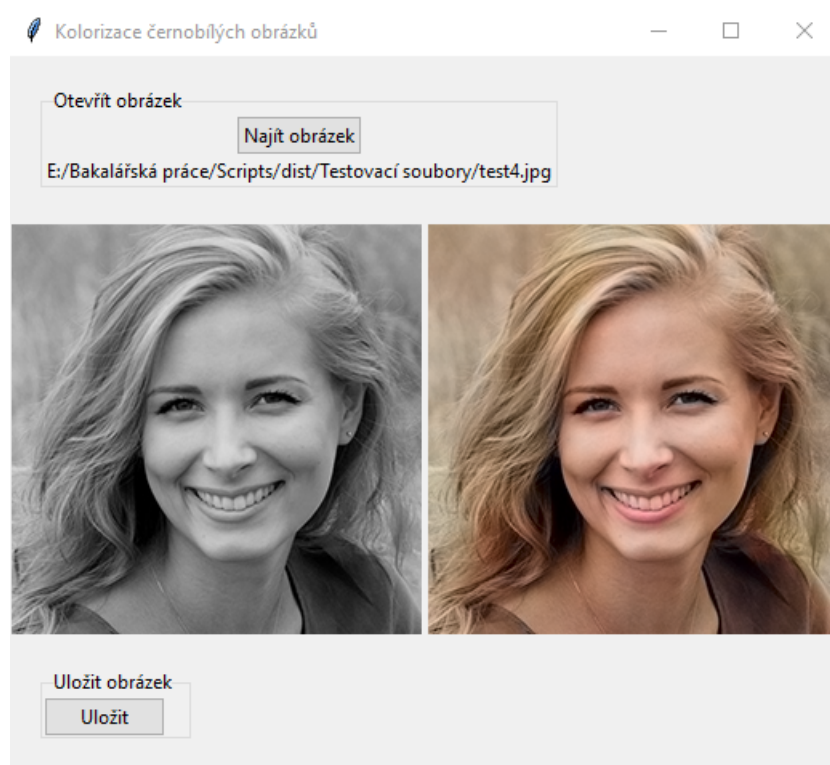 Kolorizace černobílých obrázků
Otevřít obrázek
Najít obrázek
E:/Bakalářská práce/Scripts/dist/Testovací soubory/test4.jpg
Uložit obrázek
Uložit